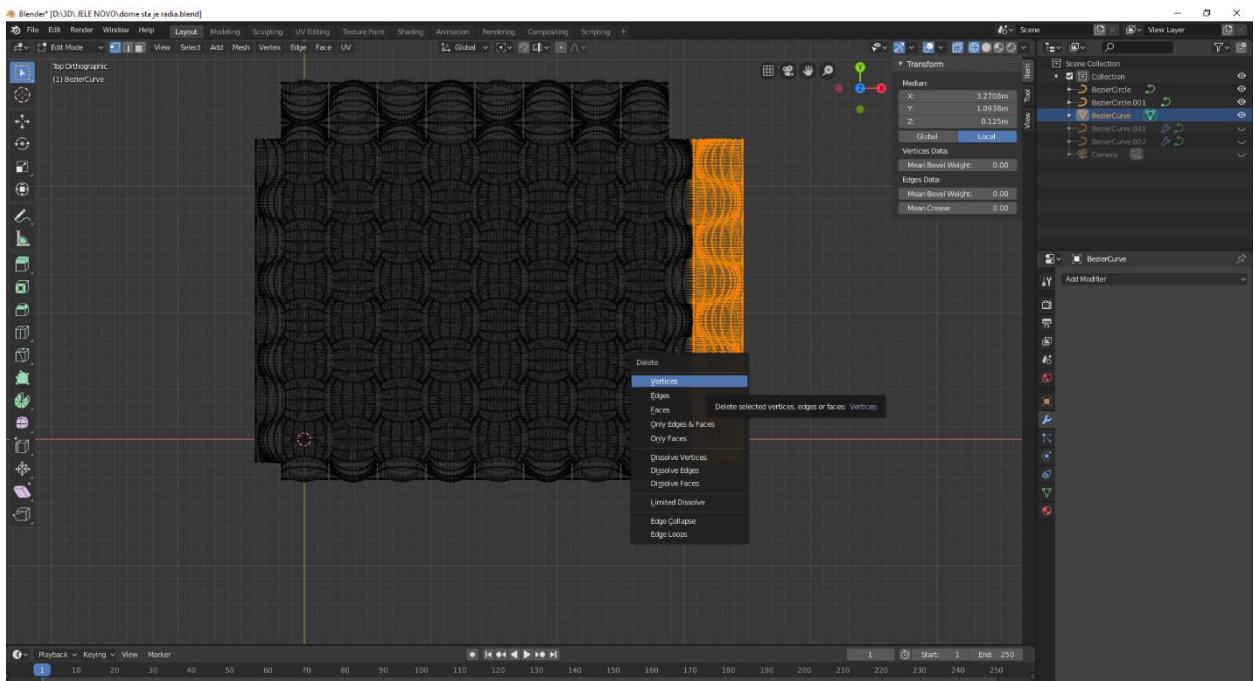 Blender* [D:\3D\ JELE NOVO\dome sta je radia.blend]
File Edit Render Window Help Layout Modeling Sculpting UV Editing Texture Paint Shading Animation Rendering Compositing Scripting + Scene View Layer
Edit Mode View Select Add Mesh Vertex Edge Face UV Global
Top Orthographic
(1) BezierCurve
Transform
Median:
X: 3.2708m
Y: 1.0938m
Z: 0.125m
Global Local
Vertices Data:
Mean Bevel Weight: 0.00
Edges Data:
Mean Bevel Weight: 0.00
Mean Crease: 0.00
Item
Tool
View
Y
Z
X
Scene Collection
Collection
BezierCircle
BezierCircle.001
BezierCurve
BezierCurve.001
BezierCurve.002
Camera
BezierCurve
Add Modifier
Delete
Vertices
Edges
Faces
Only Edges & Faces
Only Faces
Dissolve Vertices
Dissolve Edges
Dissolve Faces
Limited Dissolve
Edge Collapse
Edge Loops
Delete selected vertices, edges or faces: Vertices
Playback Keying View Marker 1 Start: 1 End: 250
1 10 20 30 40 50 60 70 80 90 100 110 120 130 140 150 160 170 180 190 200 210 220 230 240 250